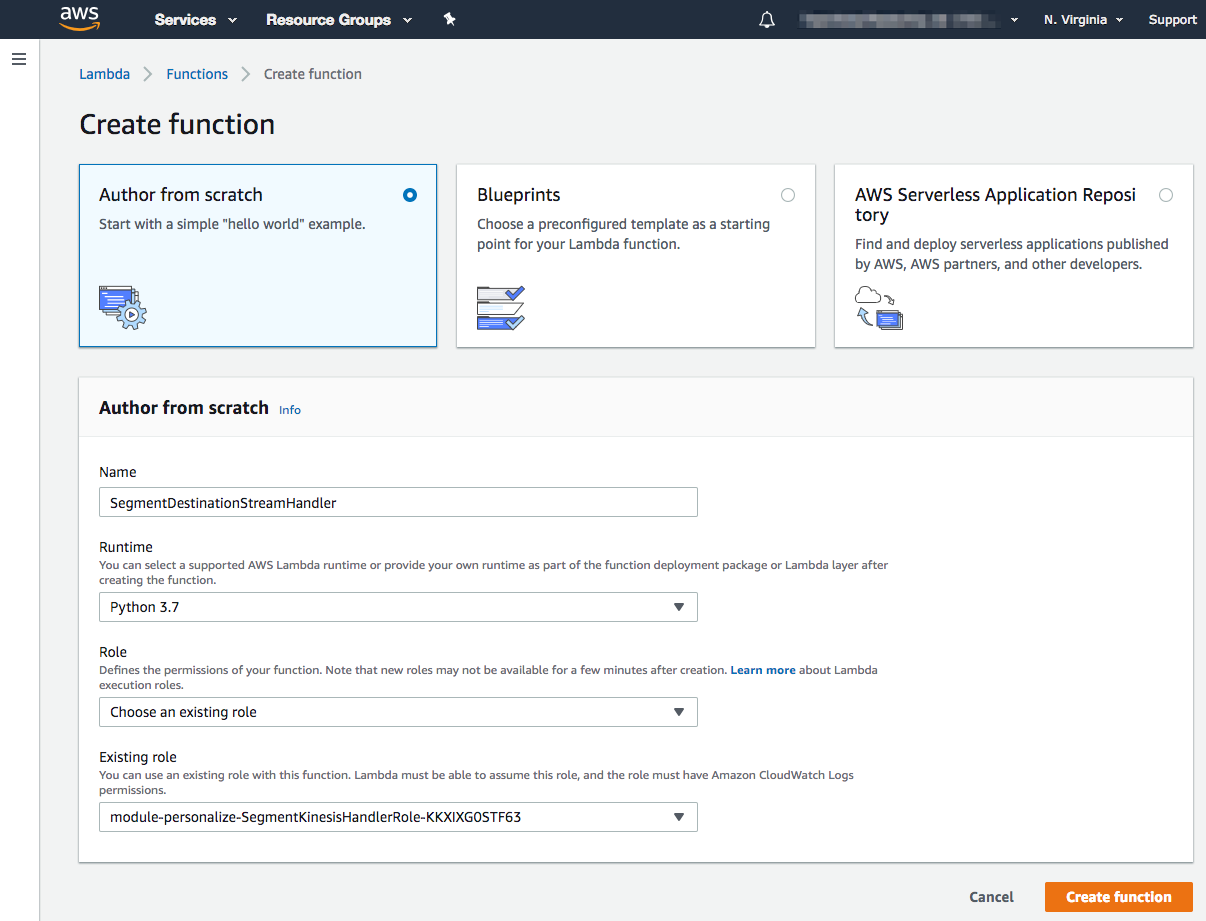 aws Services Resource Groups N. Virginia Support
Lambda Functions Create function
Create function
Author from scratch
Start with a simple "hello world" example.
Blueprints
Choose a preconfigured template as a starting
point for your Lambda function.
AWS Serverless Application Reposi
tory
Find and deploy serverless applications published
by AWS, AWS partners, and other developers.
Author from scratch Info
Name
SegmentDestinationStreamHandler
Runtime
You can select a supported AWS Lambda runtime or provide your own runtime as part of the function deployment package or Lambda layer after
creating the function.
Python 3.7
Role
Defines the permissions of your function. Note that new roles may not be available for a few minutes after creation. Learn more about Lambda
execution roles.
Choose an existing role
Existing role
You can use an existing role with this function. Lambda must be able to assume this role, and the role must have Amazon CloudWatch Logs
permissions.
module-personalize-SegmentKinesisHandlerRole-KKXIXG0STF63
Cancel Create function